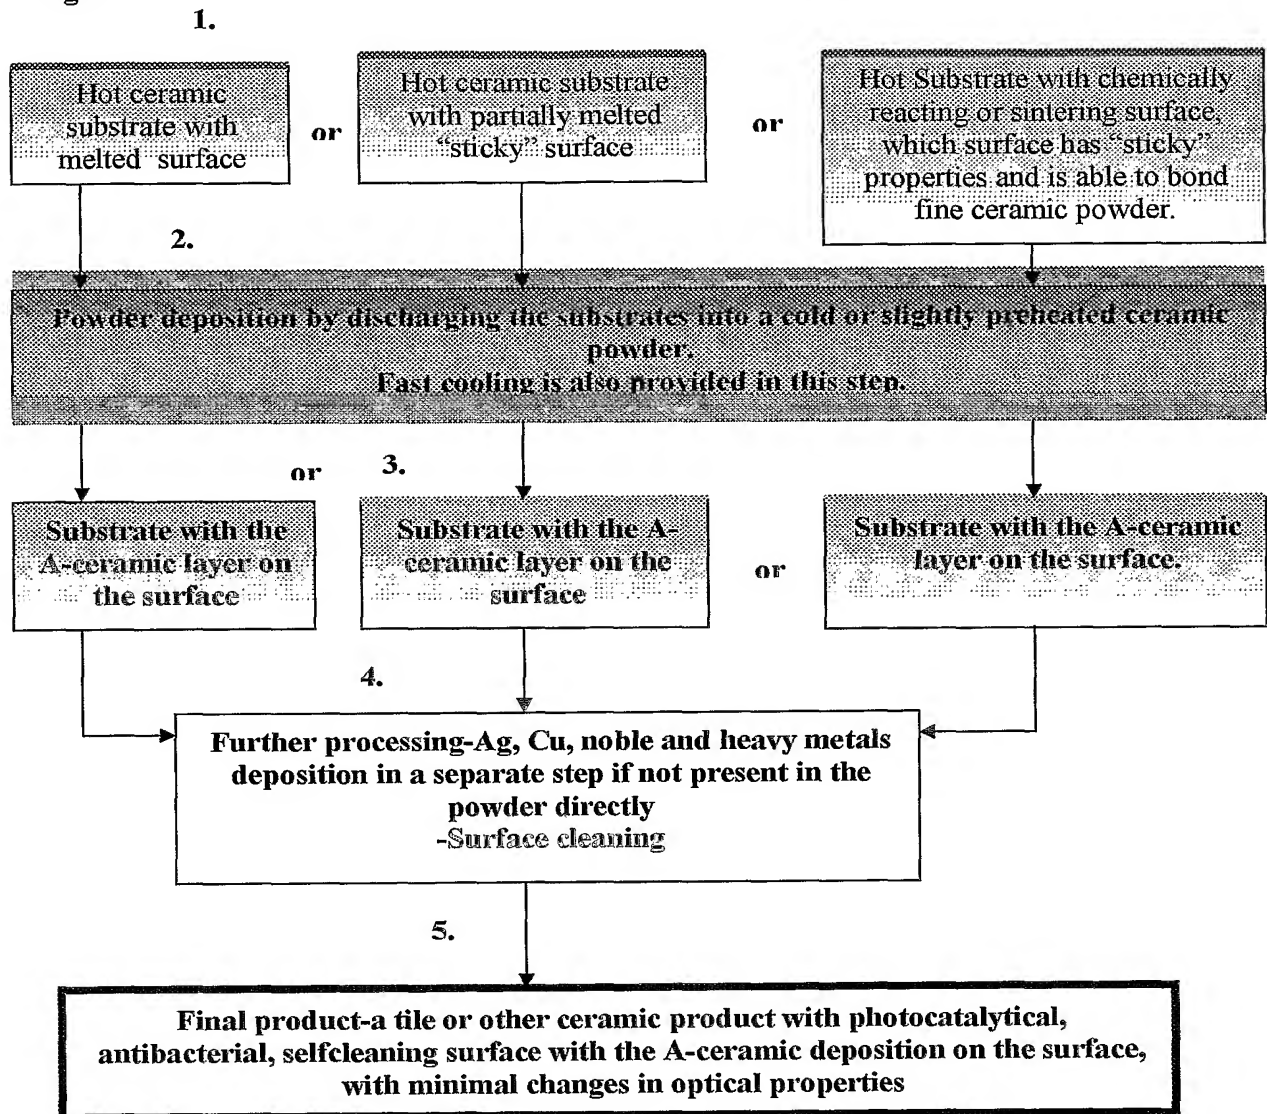 1.
Hot ceramic
substrate with
melted surface
or
Hot ceramic substrate
with partially melted
“sticky” surface
or
Hot Substrate with chemically
reacting or sintering surface,
which surface has “sticky”
properties and is able to bond
fine ceramic powder.
2.
Powder deposition by discharging the substrates into a cold or slightly preheated ceramic
powder.
Fast cooling is also provided in this step.
or
3.
Substrate with the
A-ceramic layer on
the surface
Substrate with the A-
ceramic layer on the
surface
or
Substrate with the A-ceramic
layer on the surface.
4.
Further processing-Ag, Cu, noble and heavy metals
deposition in a separate step if not present in the
powder directly
-Surface cleaning
5.
Final product-a tile or other ceramic product with photocatalytical,
antibacterial, selfcleaning surface with the A-ceramic deposition on the surface,
with minimal changes in optical properties